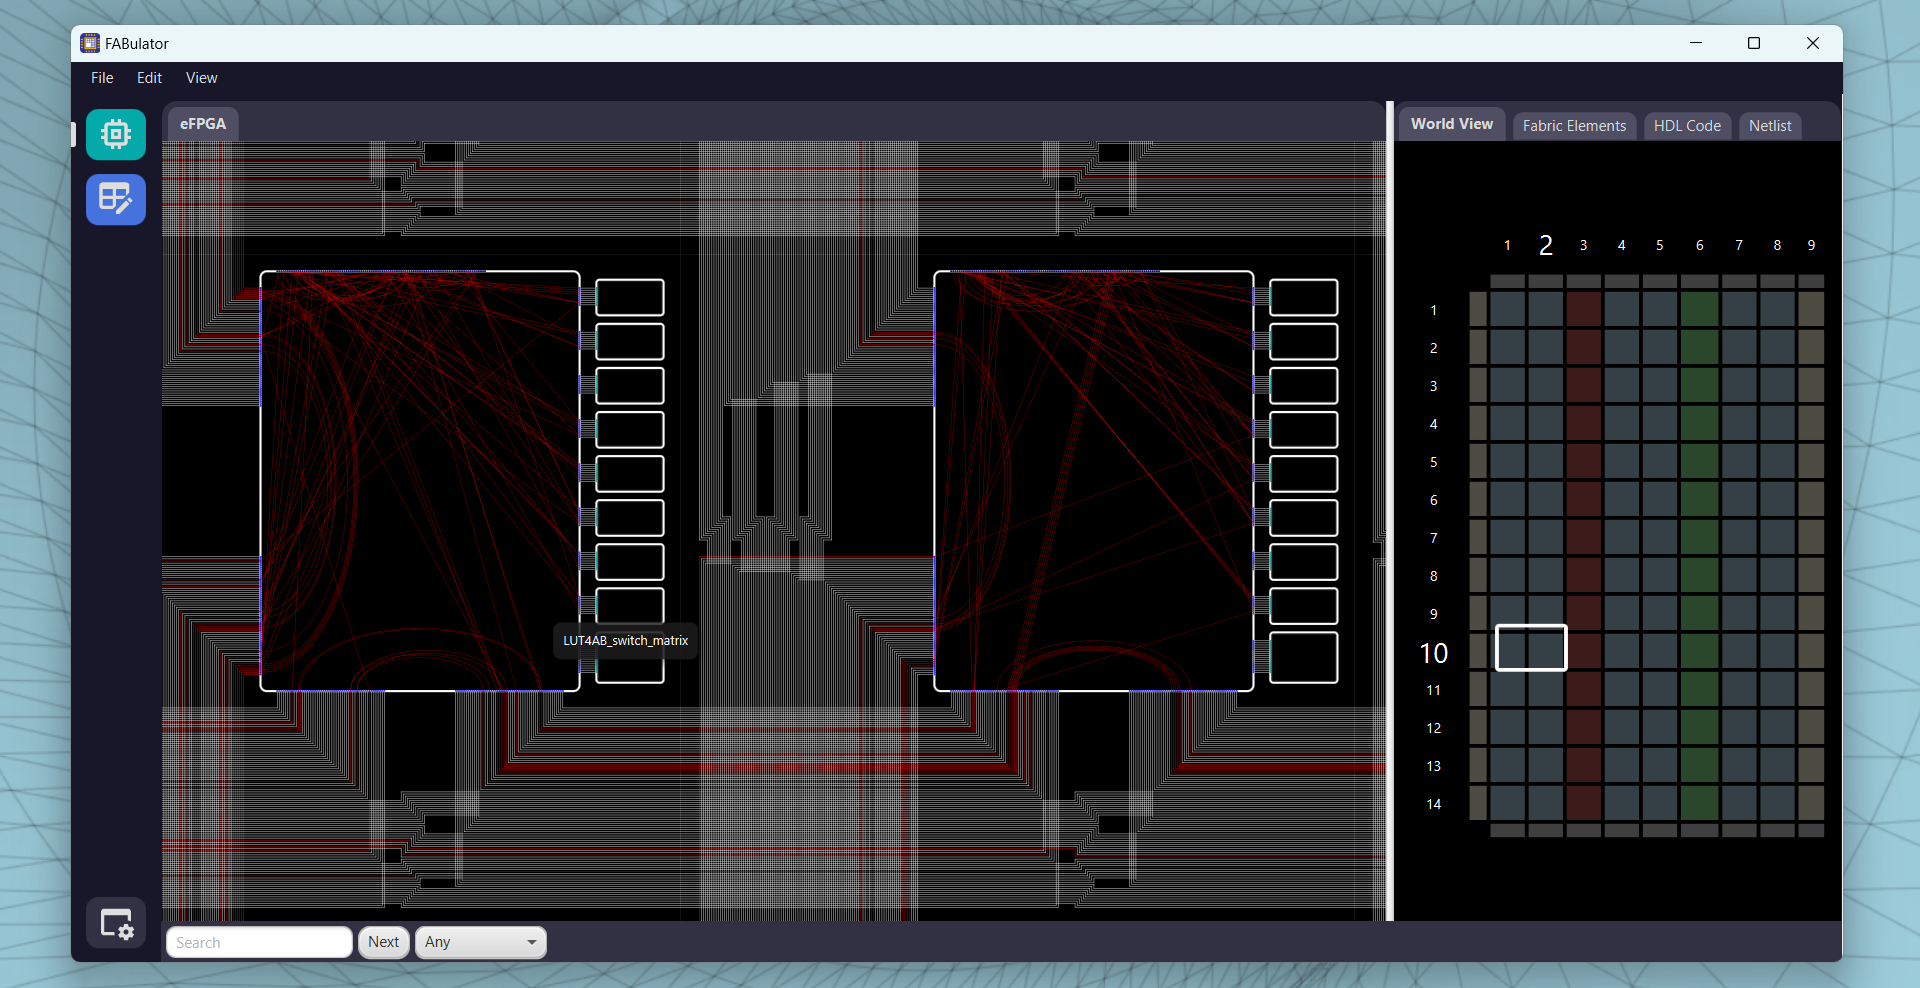 FABulator
File Edit View
eFPGA
World View Fabric Elements HDL Code Netlist
1 2 3 4 5 6 7 8 9
1
2
3
4
5
6
7
8
9
10
11
12
13
14
LUT4AB_switch_matrix
Search Next Any